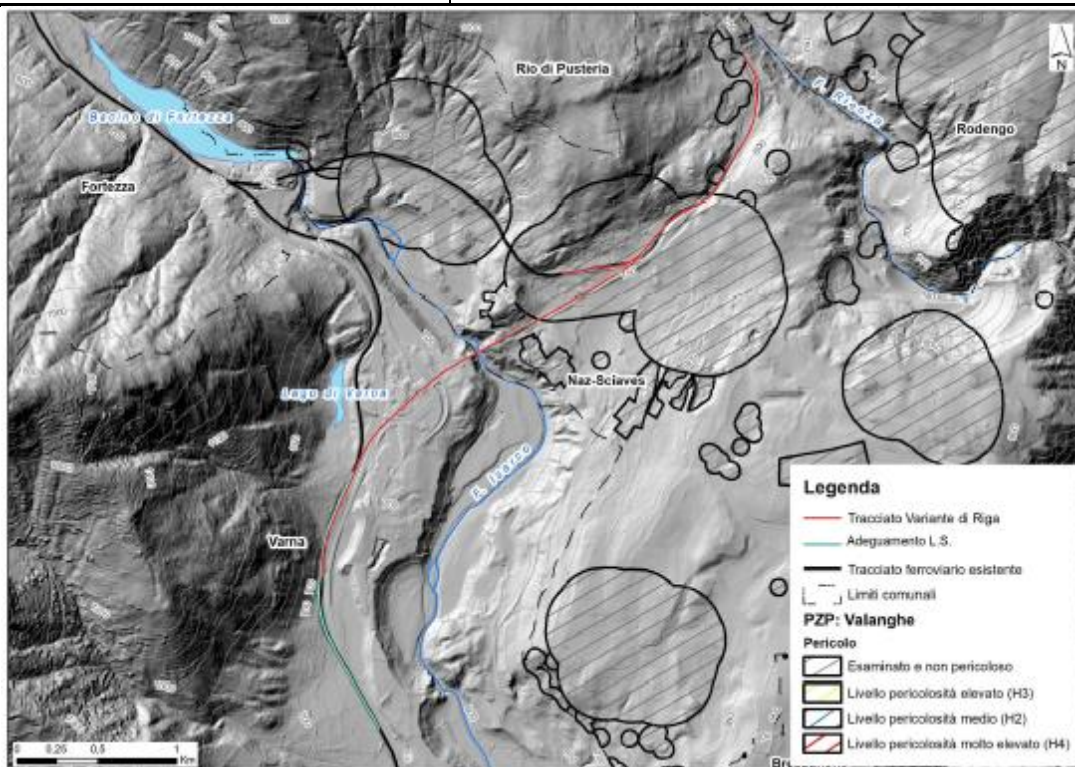 Rio di Pusteria
N
F. Rienza
Rodengo
Bacino di Fortezza
Fortezza
Lago di Varna
Naz-Sciaves
F. Isarco
Varna
Legenda
Tracciato Variante di Riga
Adeguamento L.S.
Tracciato ferroviario esistente
Limiti comunali
PZP: Valanghe
Pericolo
Esaminato e non pericoloso
Livello pericolosità elevato (H3)
Livello pericolosità medio (H2)
Livello pericolosità molto elevato (H4)
0 0,25 0,5 1
Km